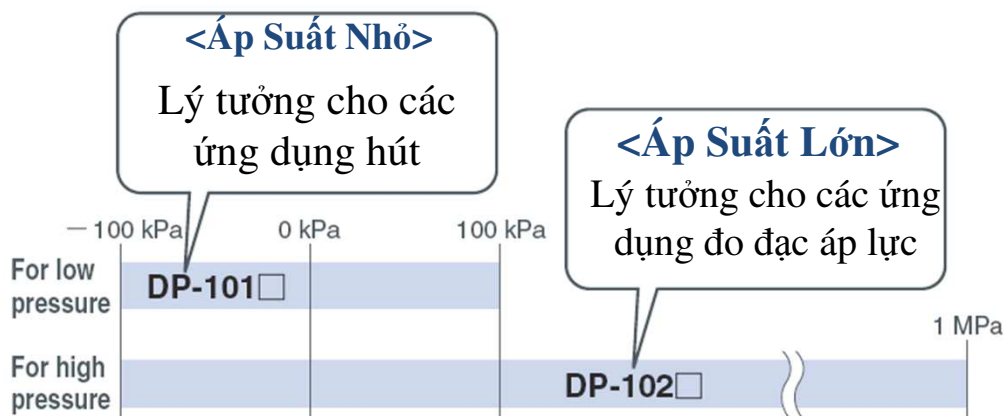 <Áp Suất Nhỏ>
Lý tưởng cho các
ứng dụng hút
<Áp Suất Lớn>
Lý tưởng cho các ứng
dụng đo đạc áp lực
－100 kPa 0 kPa 100 kPa
1 MPa
For low
pressure
DP-101□
For high
pressure
DP-102□